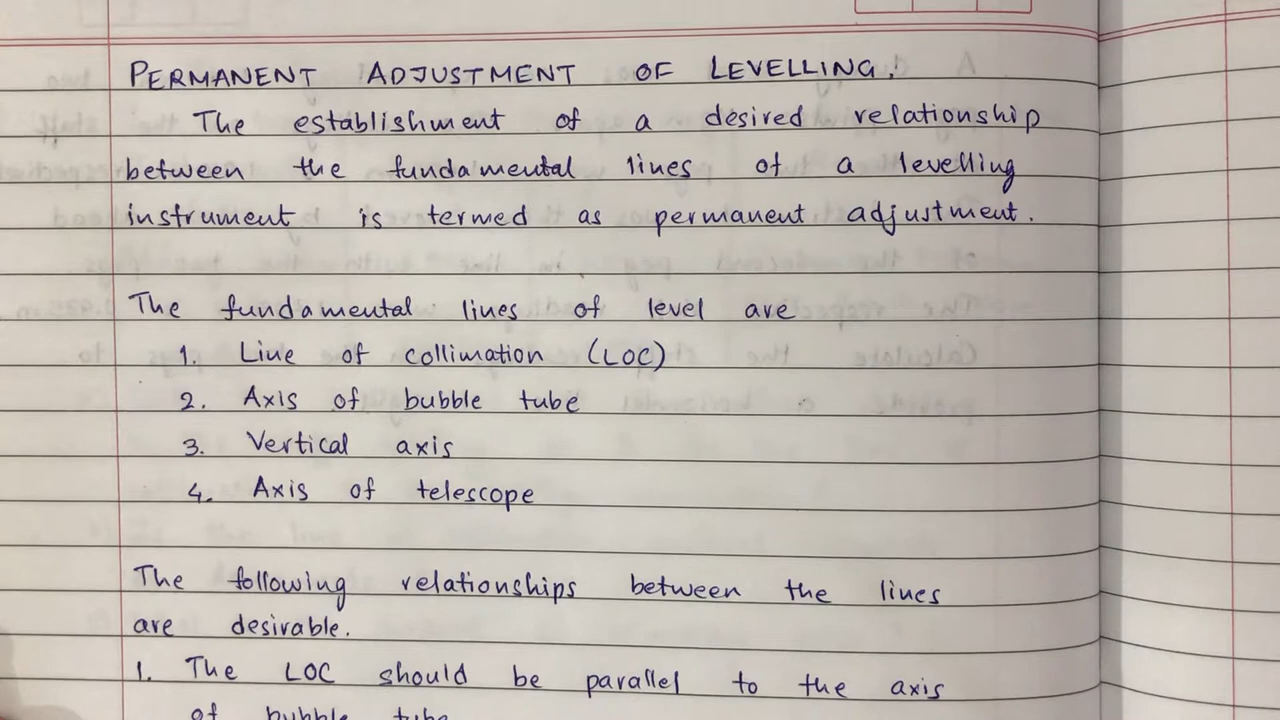 PERMANENT ADJUSTMENT OF LEVELLING.
The establishment of a desired relationship
between the fundamental lines of a levelling
instrument is termed as permanent adjustment.
The fundamental lines of level are
1. Line of collimation (LOC)
2. Axis of bubble tube
3. Vertical axis
4. Axis of telescope
The following relationships between the lines
are desirable.
1. The LOC should be parallel to the axis
of bubble tube